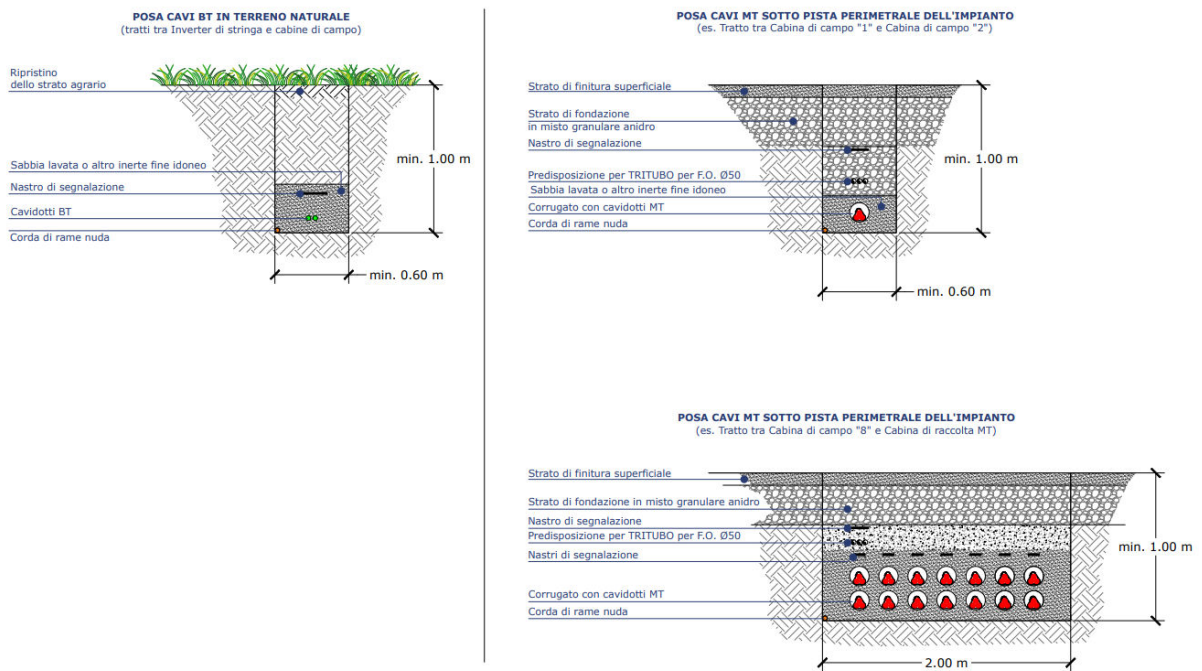 POSA CAVI BT IN TERRENO NATURALE
(tratti tra Inverter di stringa e cabine di campo)
Ripristino
dello strato agrario
Sabbia lavata o altro inerte fine idoneo
Nastro di segnalazione
Cavidotti BT
Corda di rame nuda
min. 1.00 m
min. 0.60 m
POSA CAVI MT SOTTO PISTA PERIMETRALE DELL'IMPIANTO
(es. Tratto tra Cabina di campo "1" e Cabina di campo "2")
Strato di finitura superficiale
Strato di fondazione
in misto granulare anidro
Nastro di segnalazione
Predisposizione per TRITUBO per F.O. Ø50
Sabbia lavata o altro inerte fine idoneo
Corrugato con cavidotti MT
Corda di rame nuda
min. 1.00 m
min. 0.60 m
POSA CAVI MT SOTTO PISTA PERIMETRALE DELL'IMPIANTO
(es. Tratto tra Cabina di campo "8" e Cabina di raccolta MT)
Strato di finitura superficiale
Strato di fondazione in misto granulare anidro
Nastro di segnalazione
Predisposizione per TRITUBO per F.O. Ø50
Nastri di segnalazione
Corrugato con cavidotti MT
Corda di rame nuda
min. 1.00 m
2.00 m